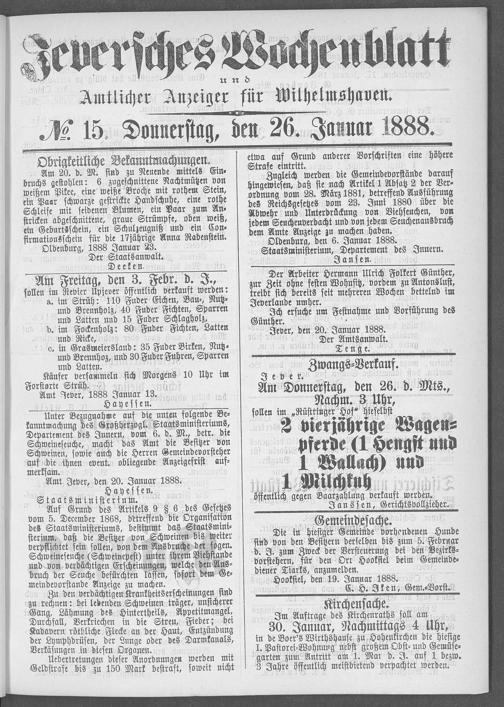 Jeversches Wochenblatt
und
Amtlicher Anzeiger für Wilhelmshaven.
№ 15. Donnerstag, den 26. Januar 1888.
Obrigkeitliche Bekanntmachungen.
Am 20. d. M. sind zu Neuende mittels Ein-
bruchs gestohlen: 6 zugeschnittene Nachtmützen von
weißem Pike, eine weiße Broche mit rothem Stein,
ein Paar schwarze gestrickte Handschuhe, eine rothe
Schleife mit seidenen Blumen, ein Paar zum An-
stricken abgeschnittene, graue Strümpfe, oben weiß,
ein Geburtsschein, ein Schulzeugniß und ein Con-
firmationsschein für die 17jährige Anna Radenstein.
Oldenburg, 1888 Januar 23.
Der Staatsanwalt.
Deeken.
Am Freitag, den 3. Febr. d. J.,
sollen im Revier Upjever öffentlich verkauft werden:
a. im Strüh: 110 Fuder Eichen, Bau-, Nutz-
und Brennholz, 40 Fuder Fichten, Sparren
und Latten und 15 Fuder Schlagholz,
b. im Fockenholz: 80 Fuder Fichten, Latten
und Ricke,
c. in Grasmeiersland: 35 Fuder Birken, Nutz-
und Brennholz, und 30 Fuder Fuhren, Sparren
und Latten.
Käufer versammeln sich Morgens 10 Uhr im
Forstorte Strüh.
Amt Jever, 1888 Januar 13.
Hayessen.
Unter Bezugnahme auf die unten folgende Be-
kanntmachung des Großherzogl. Staatsministeriums,
Departement des Innern, vom 6. d. M., betr. die
Schweineseuche, macht das Amt die Besitzer von
Schweinen, sowie auch die Herren Gemeindevorsteher
auf die ihnen event. obliegende Anzeigefrist auf-
merksam.
Amt Jever, den 20. Januar 1888.
Hayessen.
Staatsministerium.
Auf Grund des Artikels 9 § 6 des Gesetzes
vom 5. December 1868, betreffend die Organisation
des Staatsministeriums, bestimmt das Staatsmini-
sterium, daß die Besitzer von Schweinen bis weiter
verpflichtet sein sollen, von dem Ausbruch der sogen.
Schweineseuche (Schweinepest) unter ihrem Viehstande
und von verdächtigen Erscheinungen, welche den Aus-
bruch der Seuche befürchten lassen, sofort dem Ge-
meindevorstande Anzeige zu machen.
Zu den verdächtigen Krankheitserscheinungen sind
zu rechnen: bei lebenden Schweinen träger, unsicherer
Gang, Lähmung des Hintertheils, Appetitmangel,
Durchfall, Verkriechen in die Streu, Fieber; bei
Kadavern röthliche Flecke an der Haut, Entzündung
der Lymphdrüsen, der Lunge oder des Darmkanals,
Verkäsungen in diesen Organen.
Uebertretungen dieser Anordnungen werden mit
Geldstrafe bis zu 150 Mark bestraft, soweit nicht
etwa auf Grund anderer Vorschriften eine höhere
Strafe eintritt.
Zugleich werden die Gemeindevorstände darauf
hingewiesen, daß sie nach Artikel 1 Absatz 2 der Ver-
ordnung vom 28. März 1881, betreffend Ausführung
des Reichsgesetzes vom 23. Juni 1880 über die
Abwehr und Unterdrückung von Viehseuchen, von
jedem Seuchenverdacht und von jedem Seuchenausbruch
dem Amte Anzeige zu machen haben.
Oldenburg, den 6. Januar 1888.
Staatsministerium, Departement des Innern.
Jansen.
Der Arbeiter Hermann Ulrich Folkert Günther,
zur Zeit ohne festen Wohnsitz, vordem zu Antonslust,
treibt sich bereits seit mehreren Wochen bettelnd im
Jeverlande umher.
Ich ersuche um Festnahme und Vorführung des
Günther.
Jever, den 20. Januar 1888.
Der Amtsanwalt.
Tenge.
Zwangs-Verkauf.
Jever.
Am Donnerstag, den 26. d. Mts.,
Nachm. 3 Uhr,
sollen im „Rüstringer Hof“ hieselbst
2 vierjährige Wagen-
pferde (1 Hengst und
1 Wallach) und
1 Milchkuh
öffentlich gegen Baarzahlung verkauft werden.
Janssen, Gerichtsvollzieher.
Gemeindesache.
Die in hiesiger Gemeinde vorhandenen Hunde
sind von den Besitzern derselben bis zum 5. Februar
d. J. zum Zweck der Versteuerung bei den Bezirks-
vorstehern, für den Ort Hooksiel beim Gemeinde-
diener Tiarks, anzumelden.
Hooksiel, den 19. Januar 1888.
C. H. Iken, Gem.-Vorst.
Kirchensache.
Im Auftrage des Kirchenraths soll am
30. Januar, Nachmittags 4 Uhr,
in de Boer's Wirthshause zu Hohenkirchen die hiesige
1. Pastorei-Wohnung nebst großem Obst- und Gemüse-
garten zum Antritt am 1. Mai d. J. auf 1 bezw.
3 Jahre öffentlich meistbietend verpachtet werden.